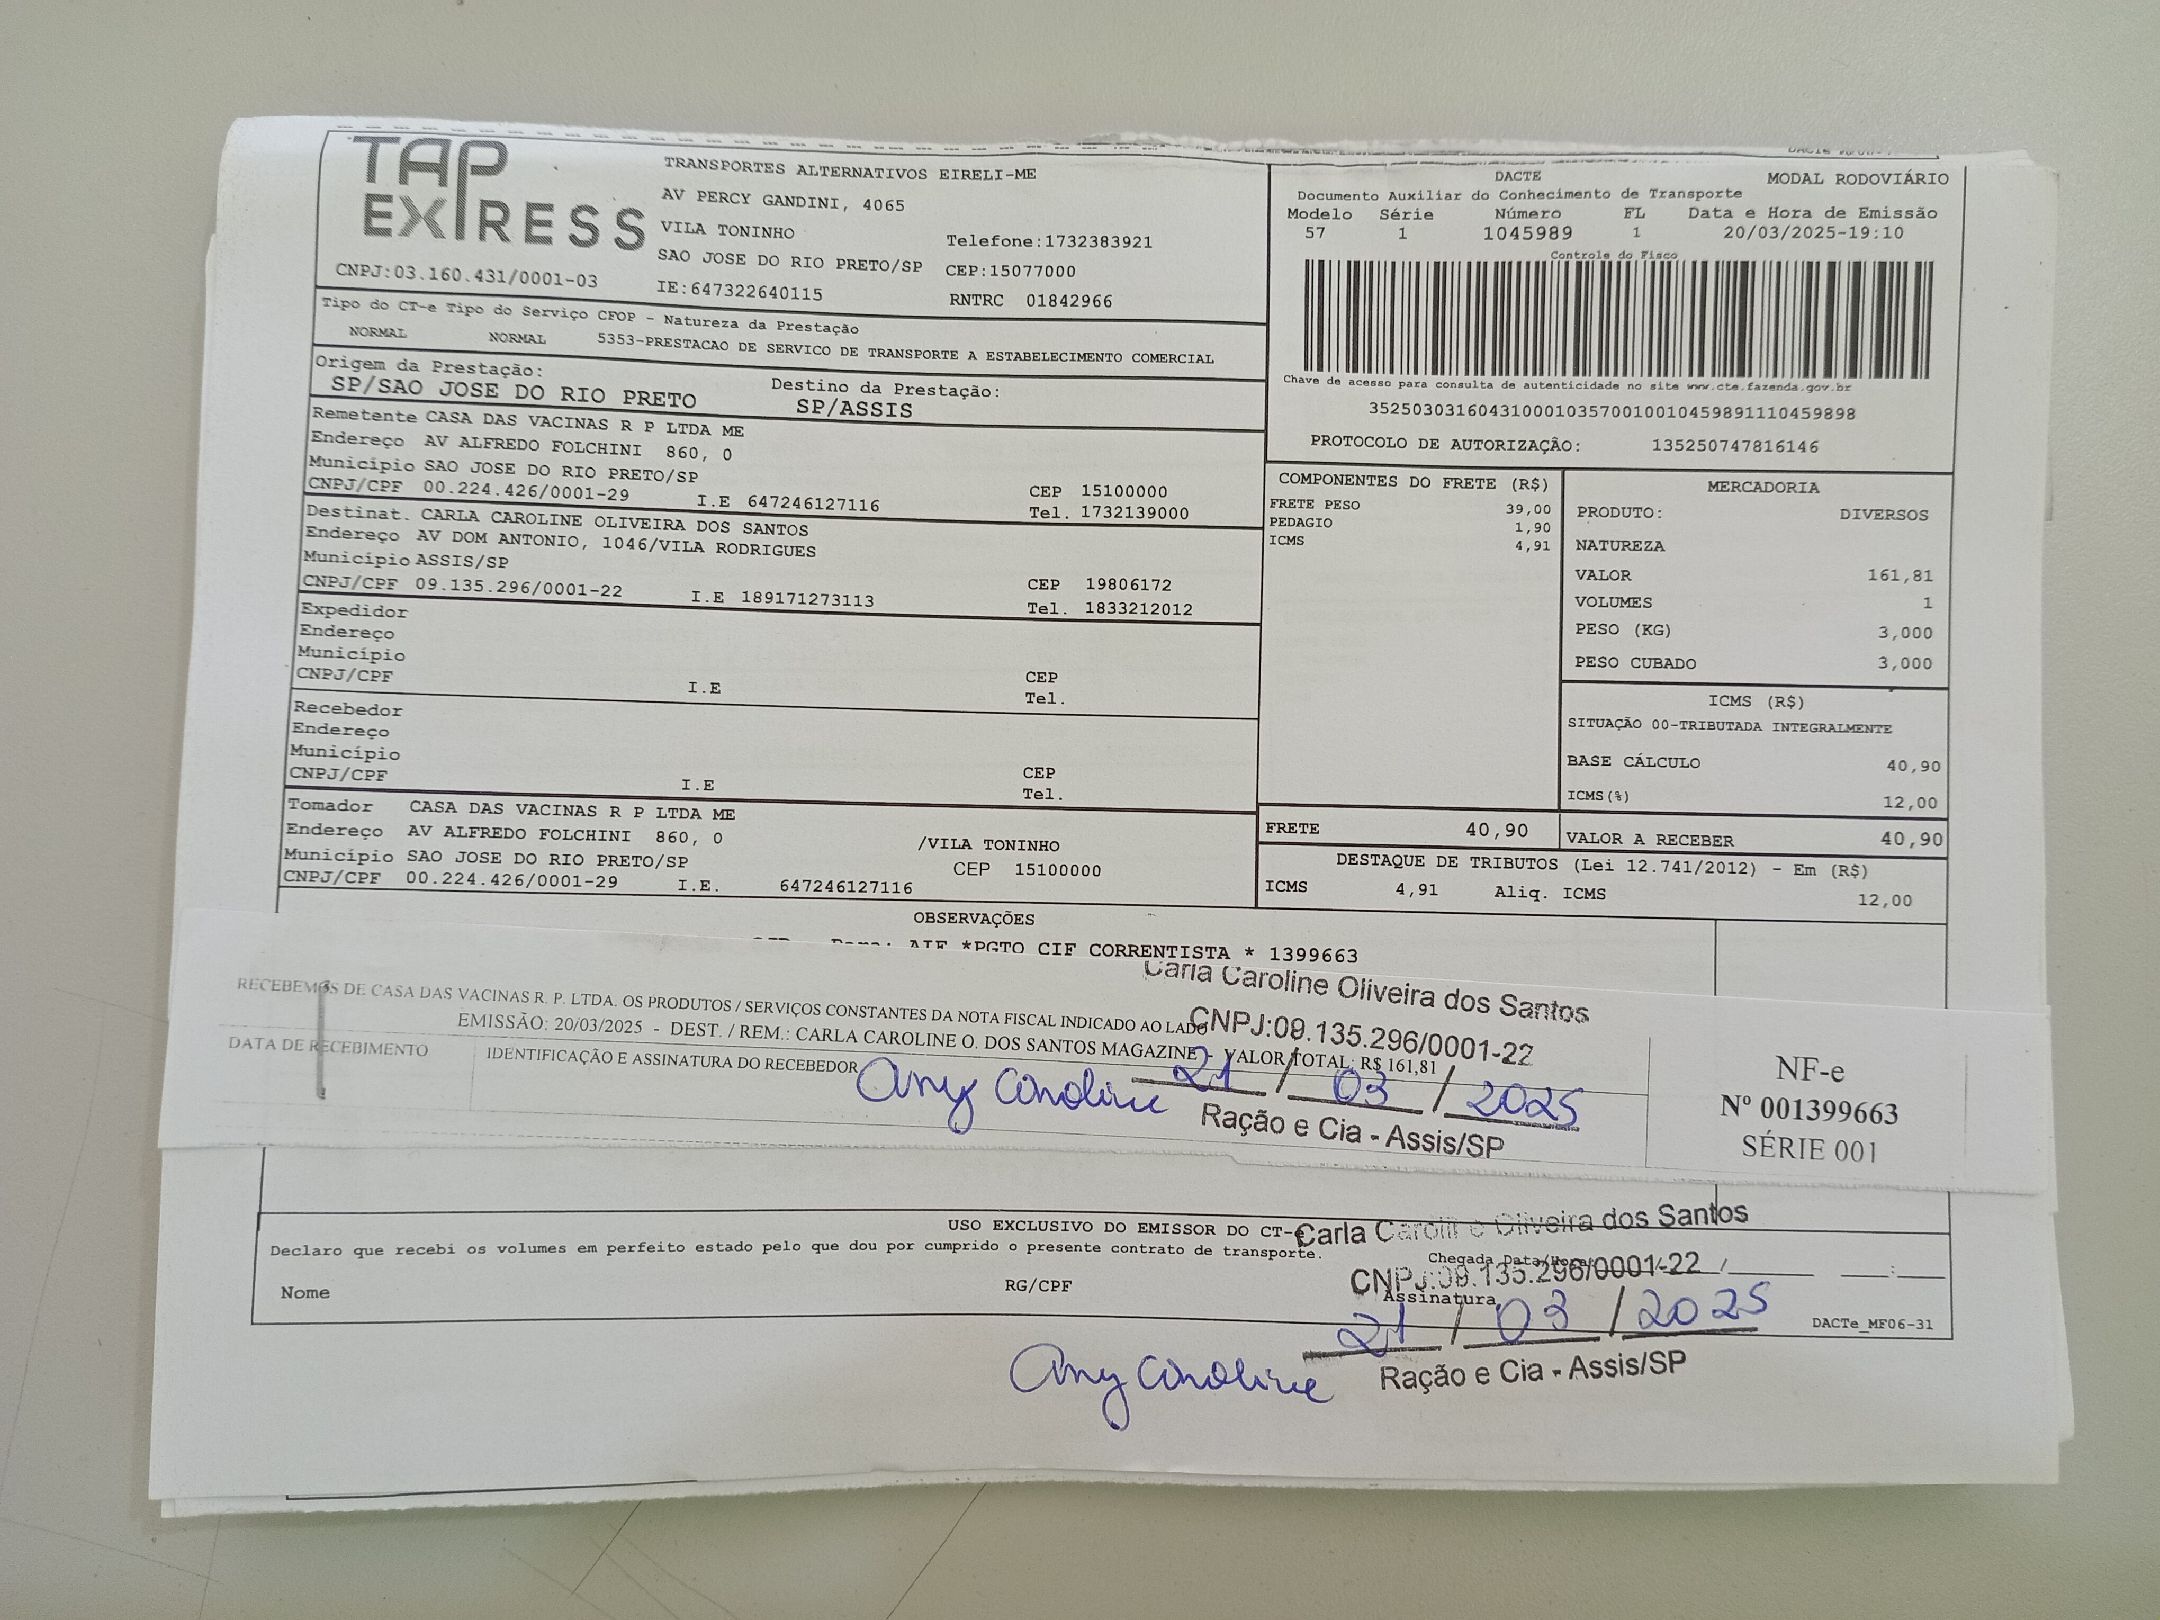 TAP
EXPRESS
CNPJ:03.160.431/0001-03
TRANSPORTES ALTERNATIVOS EIRELI-ME
AV PERCY GANDINI, 4065
VILA TONINHO
Telefone:1732383921
SAO JOSE DO RIO PRETO/SP CEP:15077000
IE:647322640115
RNTRC 01842966
DACTE
MODAL RODOVIÁRIO
Documento Auxiliar do Conhecimento de Transporte
Modelo Série Número FL Data e Hora de Emissão
57 1 1045989 1 20/03/2025-19:10
Controle do Fisco
Chave de acesso para consulta de autenticidade no site www.cte.fazenda.gov.br
35250303160431000103570010010459891110459898
PROTOCOLO DE AUTORIZAÇÃO: 135250747816146
Tipo do CT-e Tipo do Serviço CFOP - Natureza da Prestação
NORMAL NORMAL 5353-PRESTACAO DE SERVICO DE TRANSPORTE A ESTABELECIMENTO COMERCIAL
Origem da Prestação: Destino da Prestação:
SP/SAO JOSE DO RIO PRETO SP/ASSIS
Remetente CASA DAS VACINAS R P LTDA ME
Endereço AV ALFREDO FOLCHINI 860, 0
Município SAO JOSE DO RIO PRETO/SP CEP 15100000
CNPJ/CPF 00.224.426/0001-29 I.E 647246127116 Tel. 1732139000
Destinat. CARLA CAROLINE OLIVEIRA DOS SANTOS
Endereço AV DOM ANTONIO, 1046/VILA RODRIGUES
Município ASSIS/SP CEP 19806172
CNPJ/CPF 09.135.296/0001-22 I.E 189171273113 Tel. 1833212012
Expedidor
Endereço
Município CEP
CNPJ/CPF I.E Tel.
Recebedor
Endereço
Município CEP
CNPJ/CPF I.E Tel.
Tomador CASA DAS VACINAS R P LTDA ME
Endereço AV ALFREDO FOLCHINI 860, 0 /VILA TONINHO
Município SAO JOSE DO RIO PRETO/SP CEP 15100000
CNPJ/CPF 00.224.426/0001-29 I.E. 647246127116
COMPONENTES DO FRETE (R$)
FRETE PESO 39,00
PEDAGIO 1,90
ICMS 4,91
FRETE 40,90
MERCADORIA
PRODUTO: DIVERSOS
NATUREZA
VALOR 161,81
VOLUMES 1
PESO (KG) 3,000
PESO CUBADO 3,000
ICMS (R$)
SITUAÇÃO 00-TRIBUTADA INTEGRALMENTE
BASE CÁLCULO 40,90
ICMS(%) 12,00
VALOR A RECEBER 40,90
DESTAQUE DE TRIBUTOS (Lei 12.741/2012) - Em (R$)
ICMS 4,91 Aliq. ICMS 12,00
OBSERVAÇÕES
*PGTO CIF CORRENTISTA * 1399663
RECEBEMOS DE CASA DAS VACINAS R. P. LTDA. OS PRODUTOS / SERVIÇOS CONSTANTES DA NOTA FISCAL INDICADO AO LADO
EMISSÃO: 20/03/2025 - DEST. / REM.: CARLA CAROLINE O. DOS SANTOS MAGAZINE - VALOR TOTAL: R$ 161,81
DATA DE RECEBIMENTO
IDENTIFICAÇÃO E ASSINATURA DO RECEBEDOR
Carla Caroline Oliveira dos Santos
CNPJ:09.135.296/0001-22
Any Caroline 21/03/2025
Ração e Cia - Assis/SP
NF-e
Nº 001399663
SÉRIE 001
USO EXCLUSIVO DO EMISSOR DO CT-e
Declaro que recebi os volumes em perfeito estado pelo que dou por cumprido o presente contrato de transporte.
Nome RG/CPF
Chegada Data/Hora:
Assinatura
Carla Caroline Oliveira dos Santos
CNPJ:09.135.296/0001-22
21/03/2025
Any Caroline
Ração e Cia - Assis/SP
DACTe_MF06-31